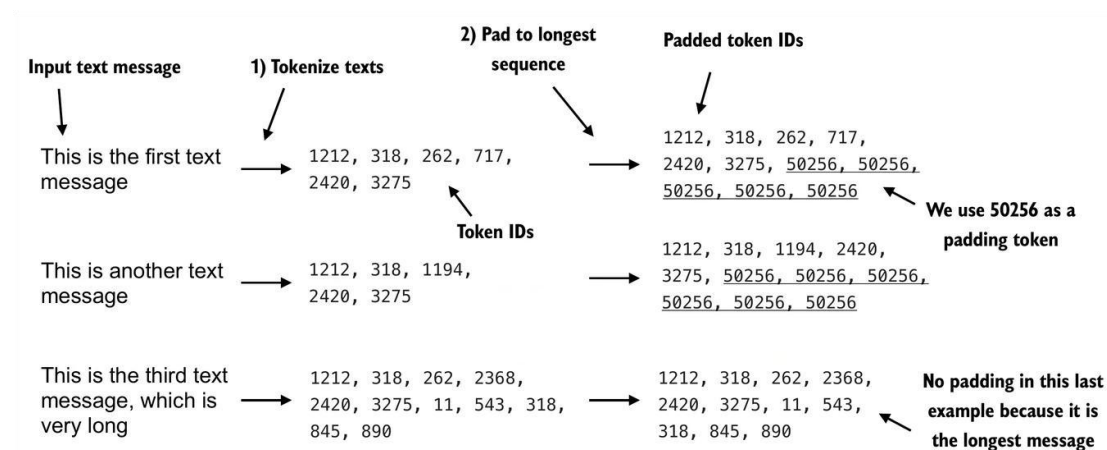 Input text message
1) Tokenize texts
2) Pad to longest
sequence
Padded token IDs
This is the first text
message
1212, 318, 262, 717,
2420, 3275
Token IDs
1212, 318, 262, 717,
2420, 3275, 50256, 50256,
50256, 50256, 50256
We use 50256 as a
padding token
This is another text
message
1212, 318, 1194,
2420, 3275
1212, 318, 1194, 2420,
3275, 50256, 50256, 50256,
50256, 50256, 50256
This is the third text
message, which is
very long
1212, 318, 262, 2368,
2420, 3275, 11, 543, 318,
845, 890
1212, 318, 262, 2368,
2420, 3275, 11, 543,
318, 845, 890
No padding in this last
example because it is
the longest message